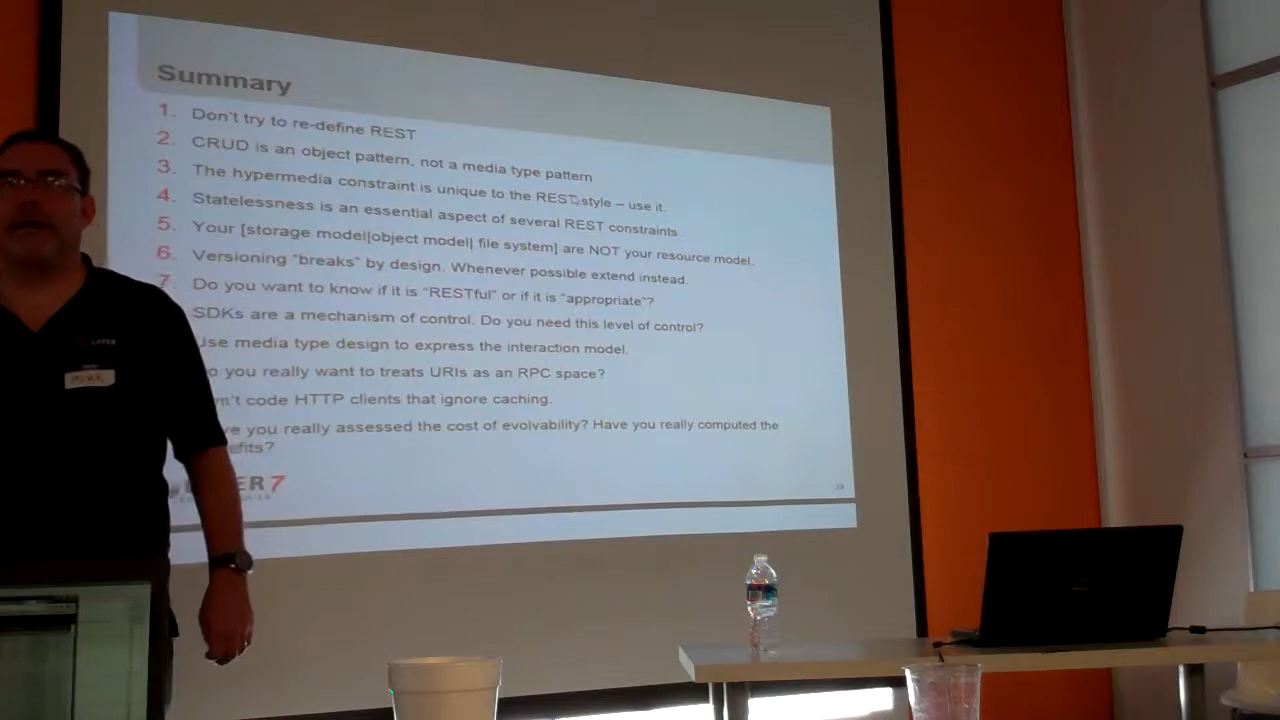 Summary
1. Don't try to re-define REST
2. CRUD is an object pattern, not a media type pattern
3. The hypermedia constraint is unique to the REST style – use it.
4. Statelessness is an essential aspect of several REST constraints.
5. Your [storage model|object model| file system] are NOT your resource model.
6. Versioning "breaks" by design. Whenever possible extend instead.
7. Do you want to know if it is "RESTful" or if it is "appropriate"?
SDKs are a mechanism of control. Do you need this level of control?
Use media type design to express the interaction model.
o you really want to treats URIs as an RPC space?
n't code HTTP clients that ignore caching.
ve you really assessed the cost of evolvability? Have you really computed the
efits?
ER 7